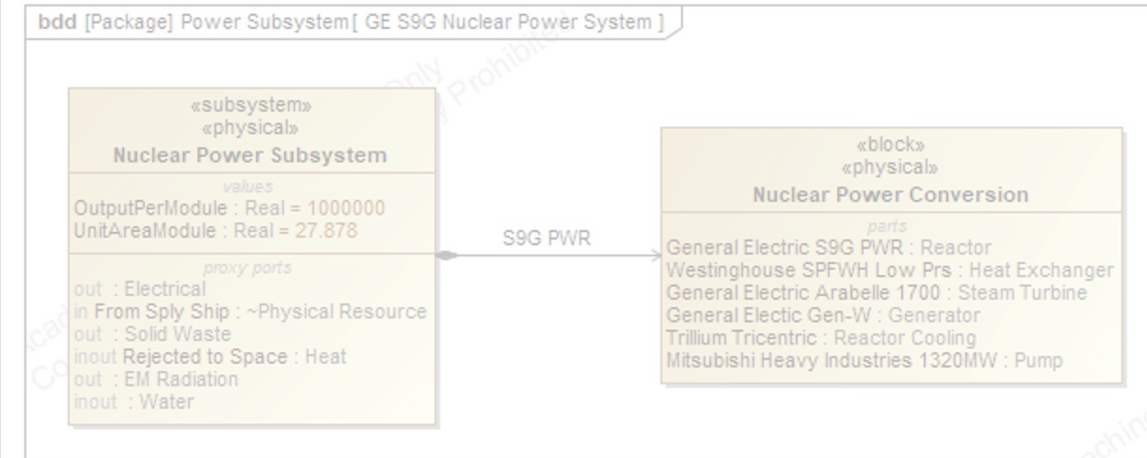 bdd [Package] Power Subsystem[ GE S9G Nuclear Power System ]
«subsystem»
«physical»
Nuclear Power Subsystem
values
OutputPerModule : Real = 1000000
UnitAreaModule : Real = 27.878
proxy ports
out : Electrical
in From Sply Ship : ~Physical Resource
out : Solid Waste
inout Rejected to Space : Heat
out : EM Radiation
inout : Water
S9G PWR
«block»
«physical»
Nuclear Power Conversion
parts
General Electric S9G PWR : Reactor
Westinghouse SPFWH Low Prs : Heat Exchanger
General Electric Arabelle 1700 : Steam Turbine
General Electic Gen-W : Generator
Trillium Tricentric : Reactor Cooling
Mitsubishi Heavy Industries 1320MW : Pump
Only
Prohibited